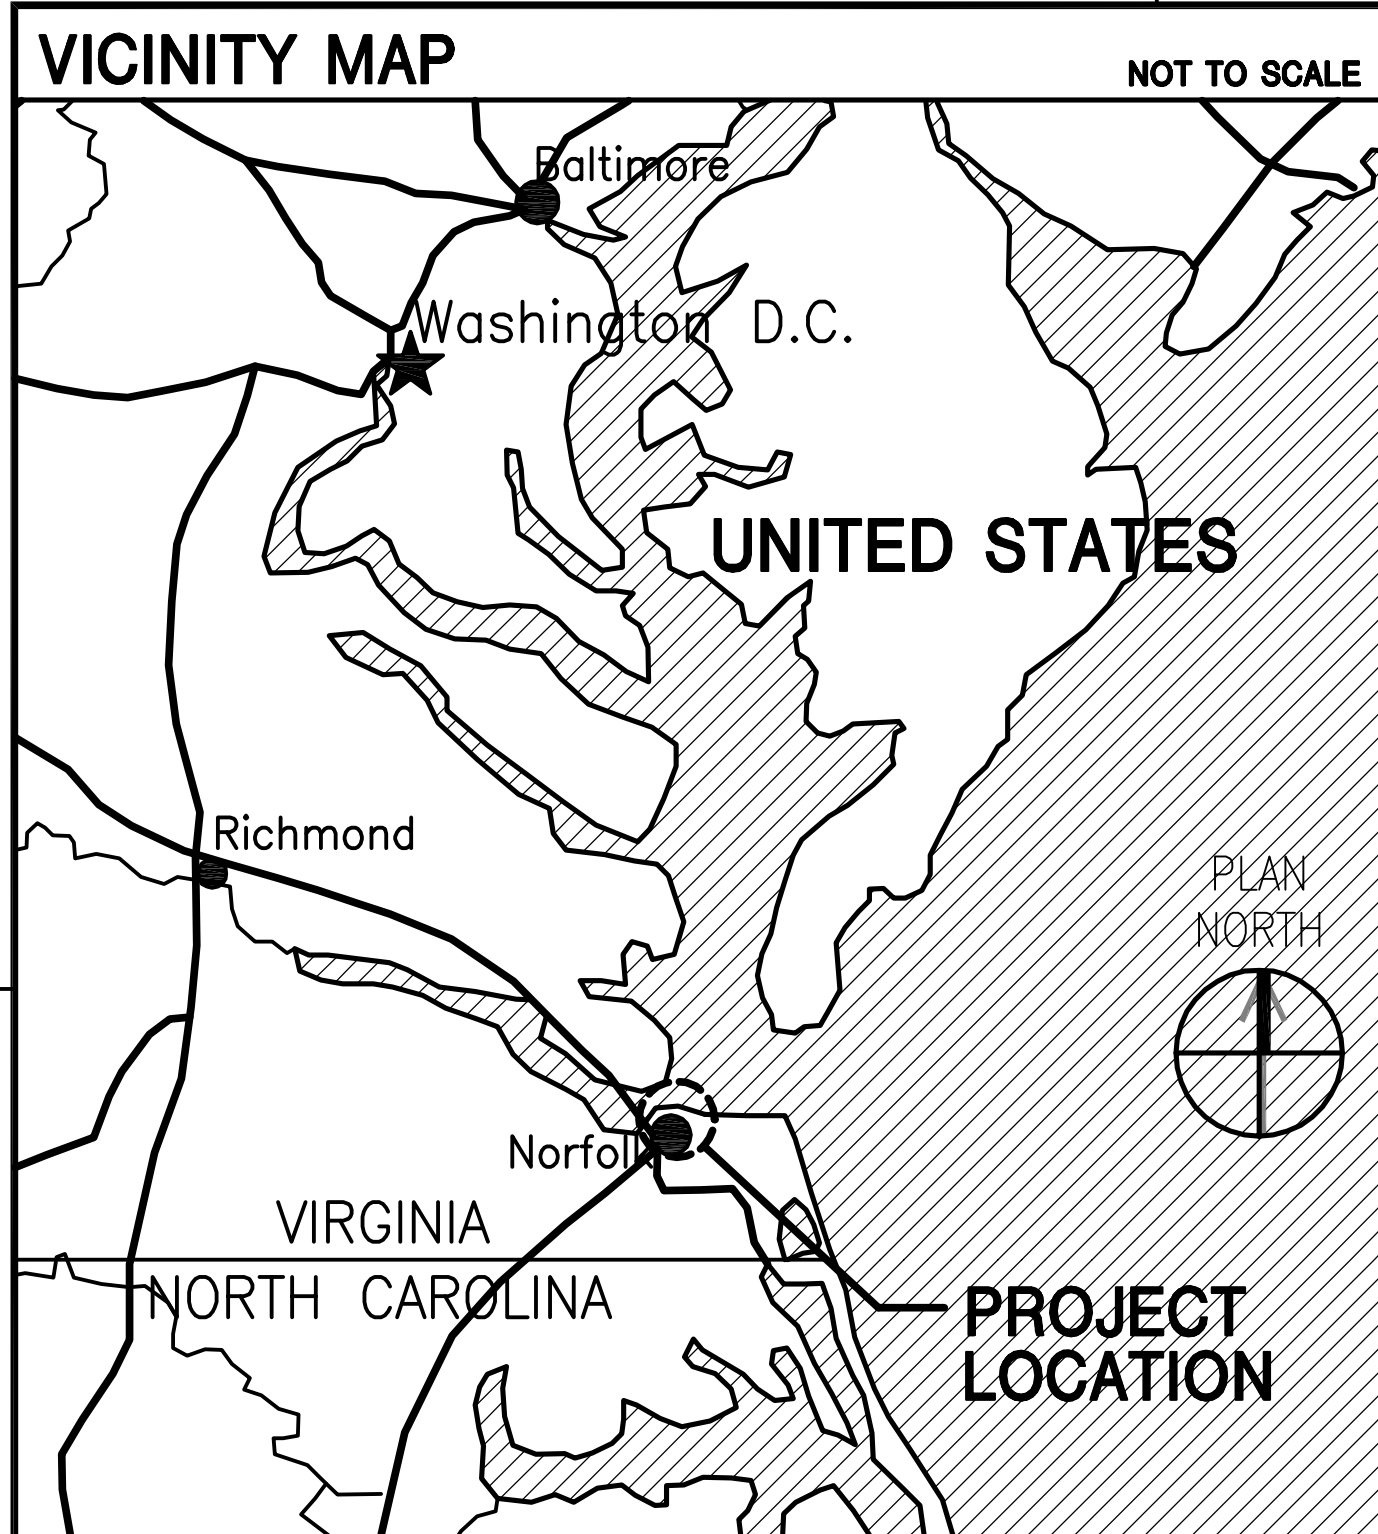 VICINITY MAP
NOT TO SCALE
Baltimore
Washington D.C.
UNITED STATES
Richmond
PLAN
NORTH
Norfolk
VIRGINIA
NORTH CAROLINA
PROJECT
LOCATION